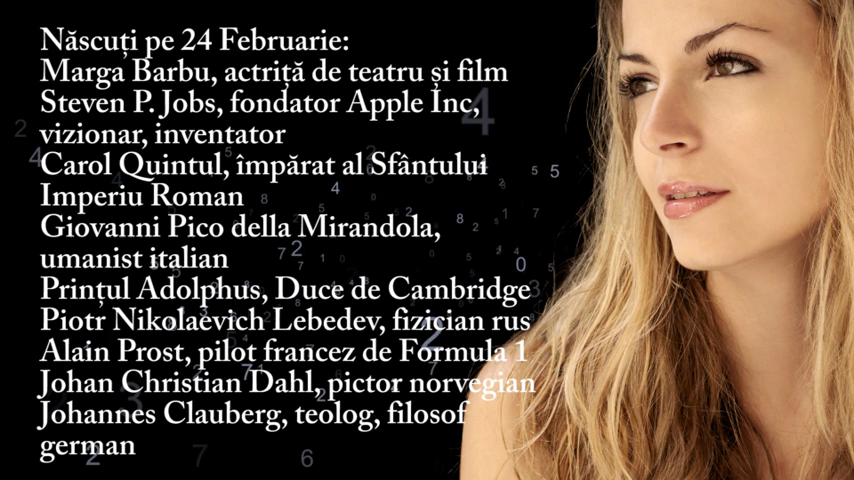 Născuți pe 24 Februarie:
Marga Barbu, actriță de teatru și film
Steven P. Jobs, fondator Apple Inc,
vizionar, inventator
Carol Quintul, împărat al Sfântului
Imperiu Roman
Giovanni Pico della Mirandola,
umanist italian
Prințul Adolphus, Duce de Cambridge
Piotr Nikolaevich Lebedev, fizician rus
Alain Prost, pilot francez de Formula 1
Johan Christian Dahl, pictor norvegian
Johannes Clauberg, teolog, filosof
german